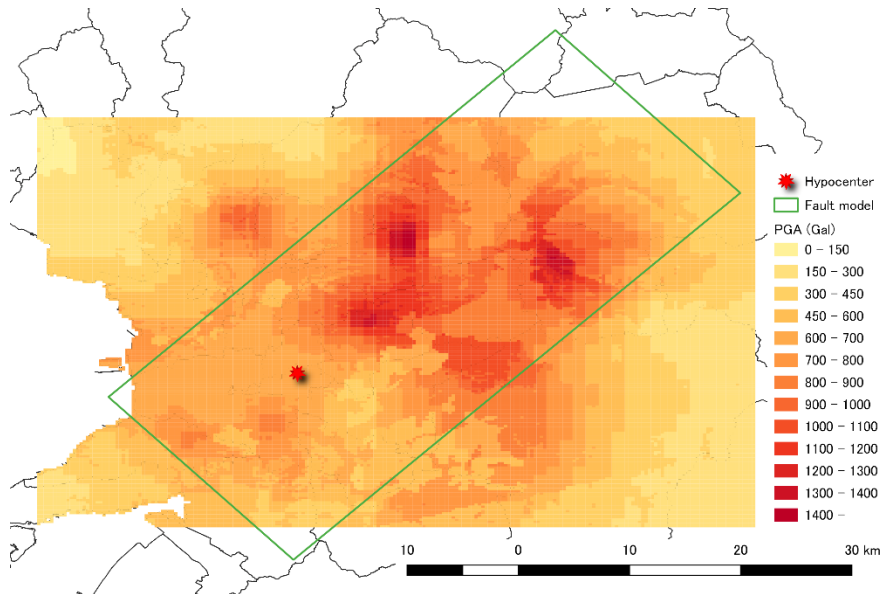 Hypocenter
Fault model
PGA (Gal)
0 - 150
150 - 300
300 - 450
450 - 600
600 - 700
700 - 800
800 - 900
900 - 1000
1000 - 1100
1100 - 1200
1200 - 1300
1300 - 1400
1400 -
10 0 10 20 30 km